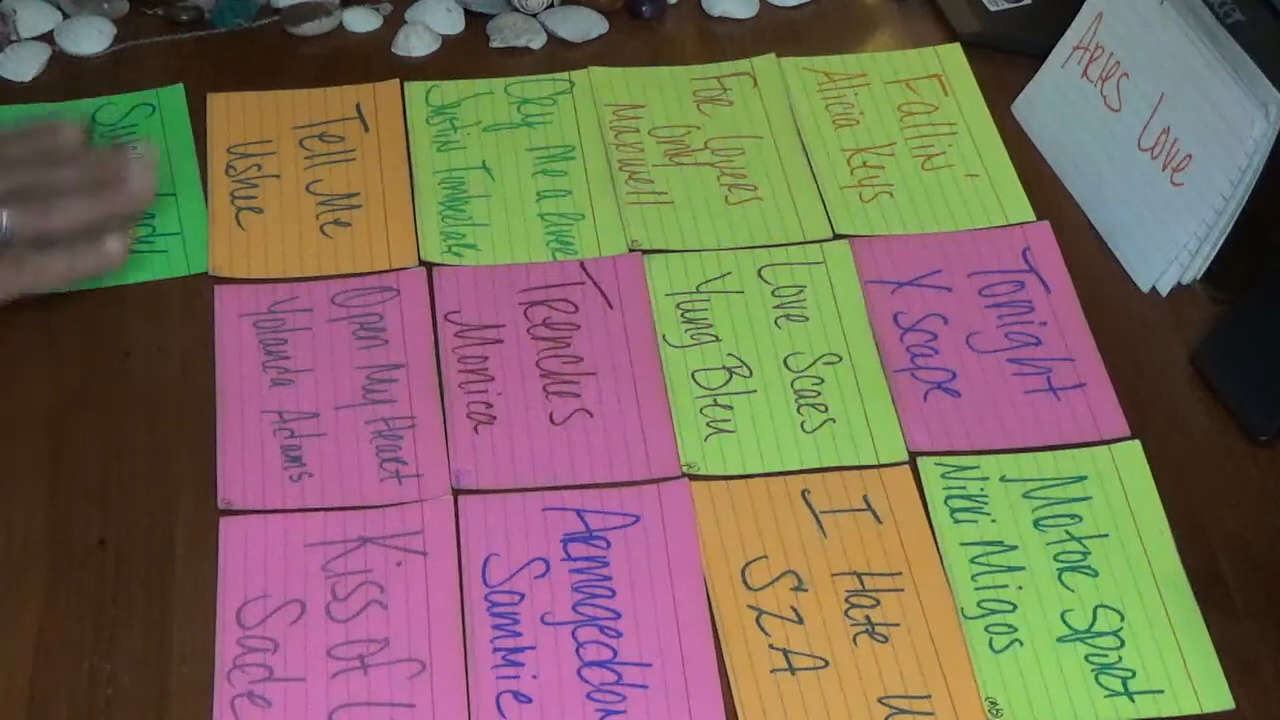 Aries Love
Fallin'
Alicia Keys
The Lovers
Only
Maxwell
Cry Me a River
Justin Timberlake
Tell Me
Usher
Tonight
X Scape
Love Scars
Yung Bleu
Trenches
Monica
Open My Heart
Yolanda Adams
Motor Sport
Nikki Migos
I Hate U
SZA
Armageddon
Sammie
Kiss of
Sade